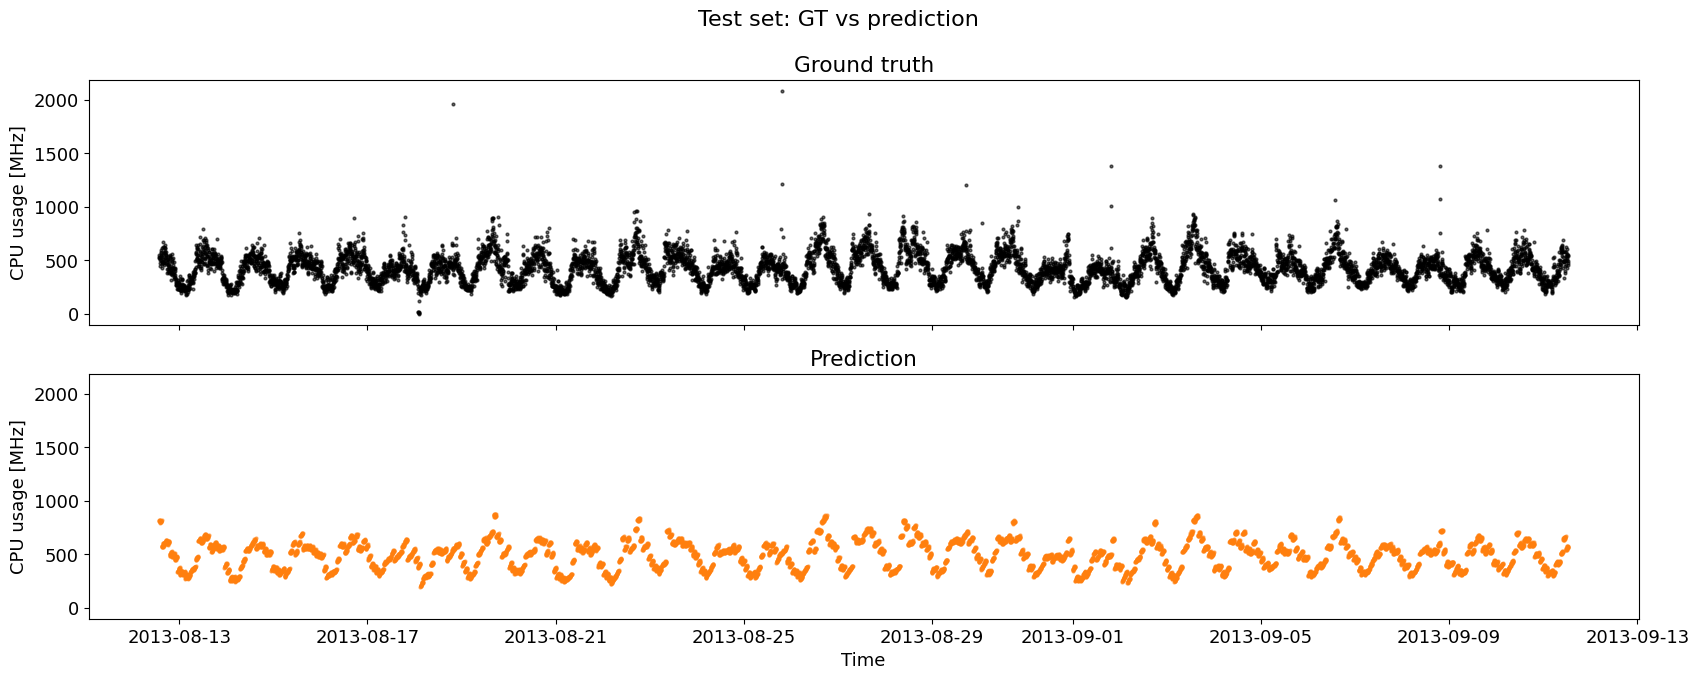 Test set: GT vs prediction
Ground truth
CPU usage [MHz]
2000
1500
1000
500
0
Prediction
CPU usage [MHz]
2000
1500
1000
500
0
2013-08-13 2013-08-17 2013-08-21 2013-08-25 2013-08-29 2013-09-01 2013-09-05 2013-09-09 2013-09-13
Time